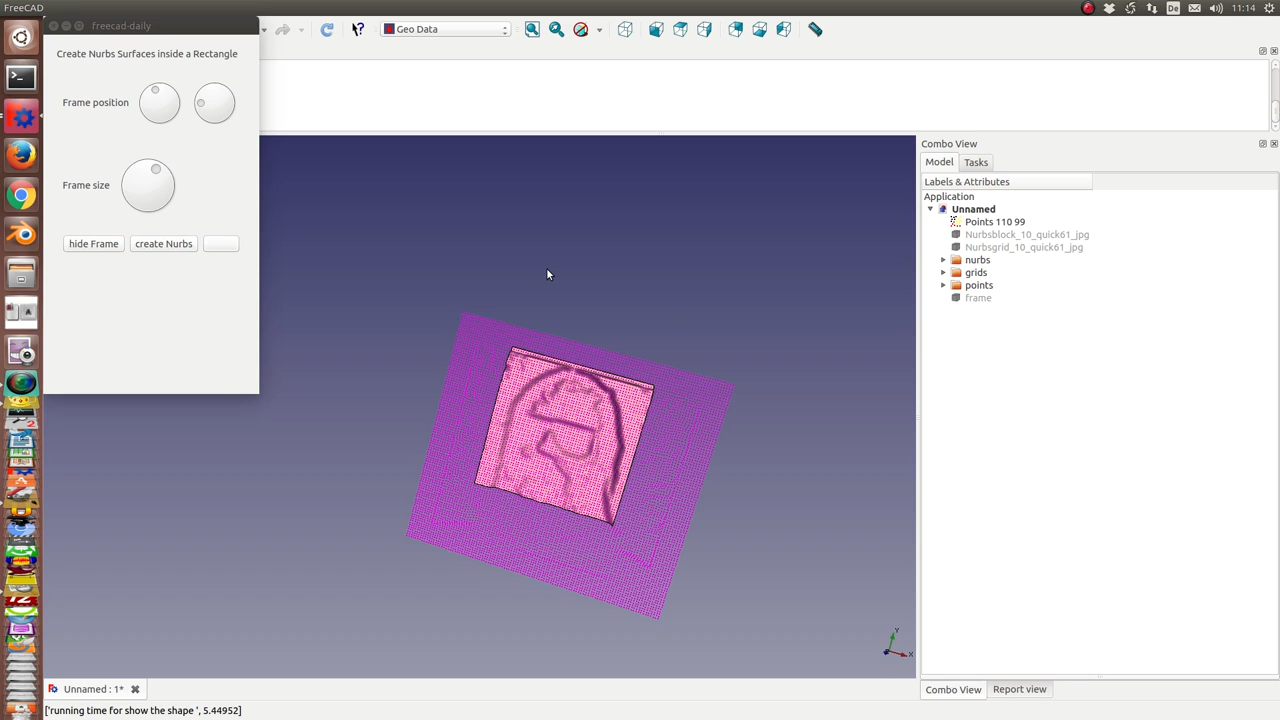 FreeCAD
De
11:14
freecad-daily
Geo Data
Create Nurbs Surfaces inside a Rectangle
Frame position
Frame size
hide Frame
create Nurbs
Combo View
Model
Tasks
Labels & Attributes
Application
Unnamed
Points 110 99
Nurbsblock_10_quick61_jpg
Nurbsgrid_10_quick61_jpg
nurbs
grids
points
frame
Y
X
Unnamed : 1*
Combo View
Report view
['running time for show the shape ', 5.44952]